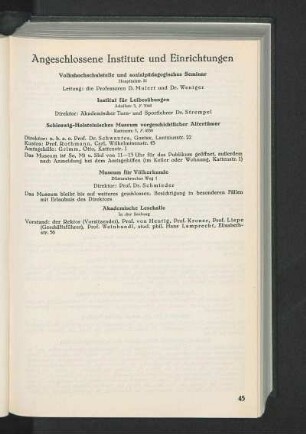 Angeschlossene Institute und Einrichtungen
Volkshochschulstelle und sozialpädagogisches Seminar
Leitung: die Professoren D. Mulert und Dr. Weniger
Institut für Leibesübungen
Direktor: Akademischer Turn- und Sportlehrer Dr. Strempel
Schleswig-Holsteinisches Museum vorgeschichtlicher Altertümer
Direktor: o. b. a. o. Prof. Dr. Schwantes, Gustav, 22
Kustos: Prof. Rothmann, Carl, Wilhelminenstr. 43
Amtsgehilfe: Grimm, Otto, Kattenstr. 1
Das Museum ist So, Mi u. Sbd von 11—13 Uhr für das Publikum geöffnet, außerdem
nach Anmeldung bei dem Amtsgehilfen (im Keller oder Wohnung, Kattenstr. 1)
Museum für Völkerkunde
Direktor: Prof. Dr. Schmieder
Das Museum bleibt bis auf weiteres geschlossen. Besichtigung in besonderen Fällen
mit Erlaubnis des Direktors
Akademische Lesehalle
Vorstand: der Rektor (Vorsitzender), Prof. von Hentig, Prof. Kroner, Prof. Liepe
(Geschäftsführer), Prof. Weinhandl, stud. phil. Hans Lamprecht, Elisabeth-
str. 56
45